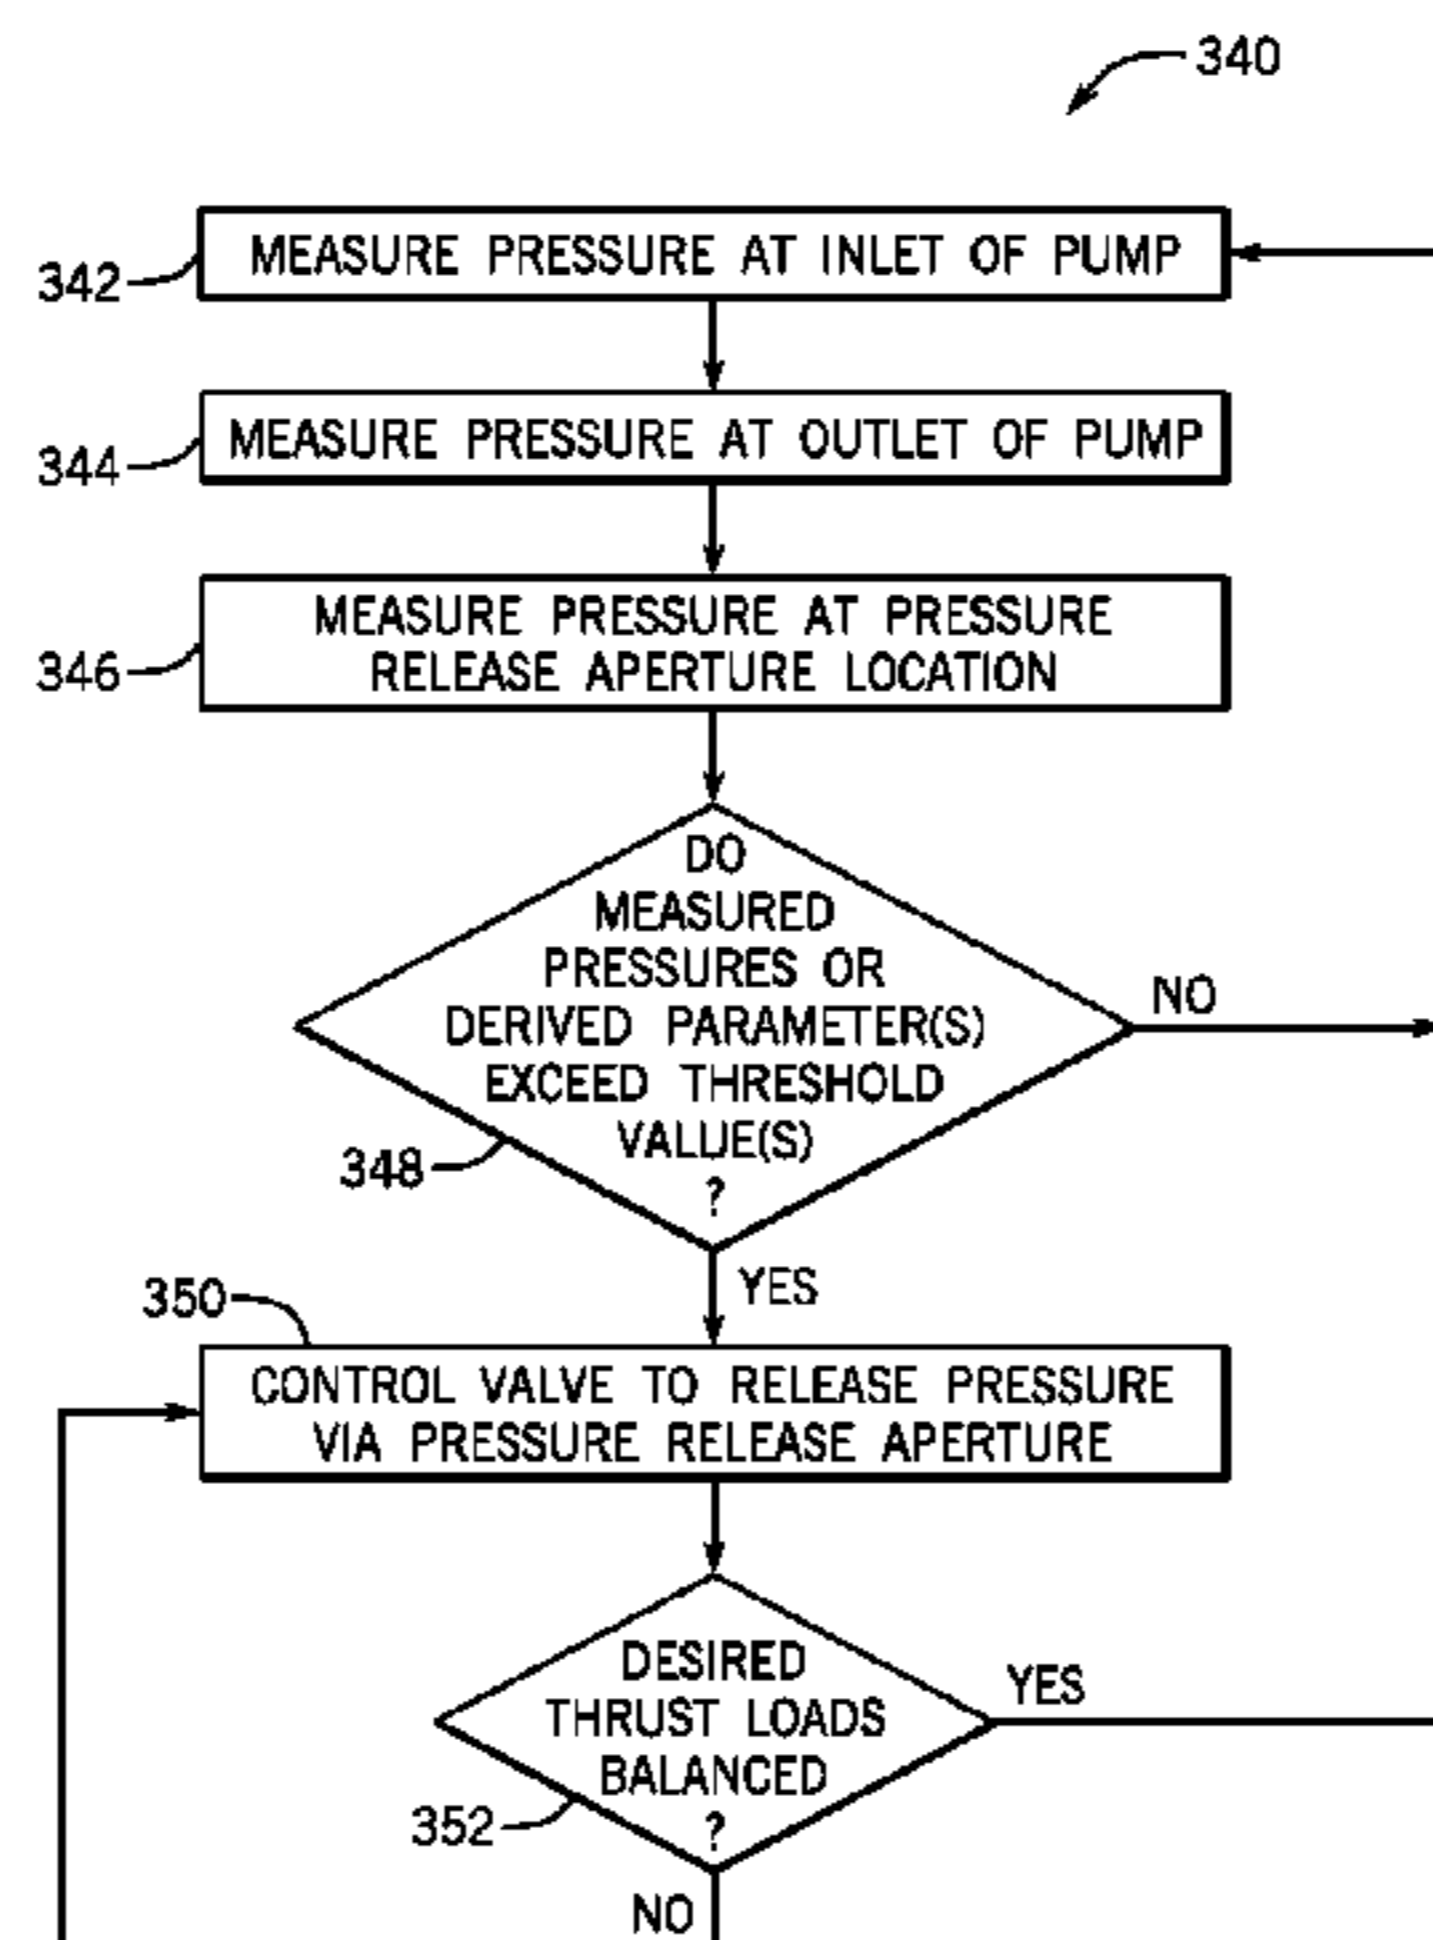 340
342
MEASURE PRESSURE AT INLET OF PUMP
344
MEASURE PRESSURE AT OUTLET OF PUMP
346
MEASURE PRESSURE AT PRESSURE
RELEASE APERTURE LOCATION
DO
MEASURED
PRESSURES OR
DERIVED PARAMETER(S)
EXCEED THRESHOLD
VALUE(S)
?
NO
348
YES
350
CONTROL VALVE TO RELEASE PRESSURE
VIA PRESSURE RELEASE APERTURE
DESIRED
THRUST LOADS
BALANCED
?
YES
352
NO